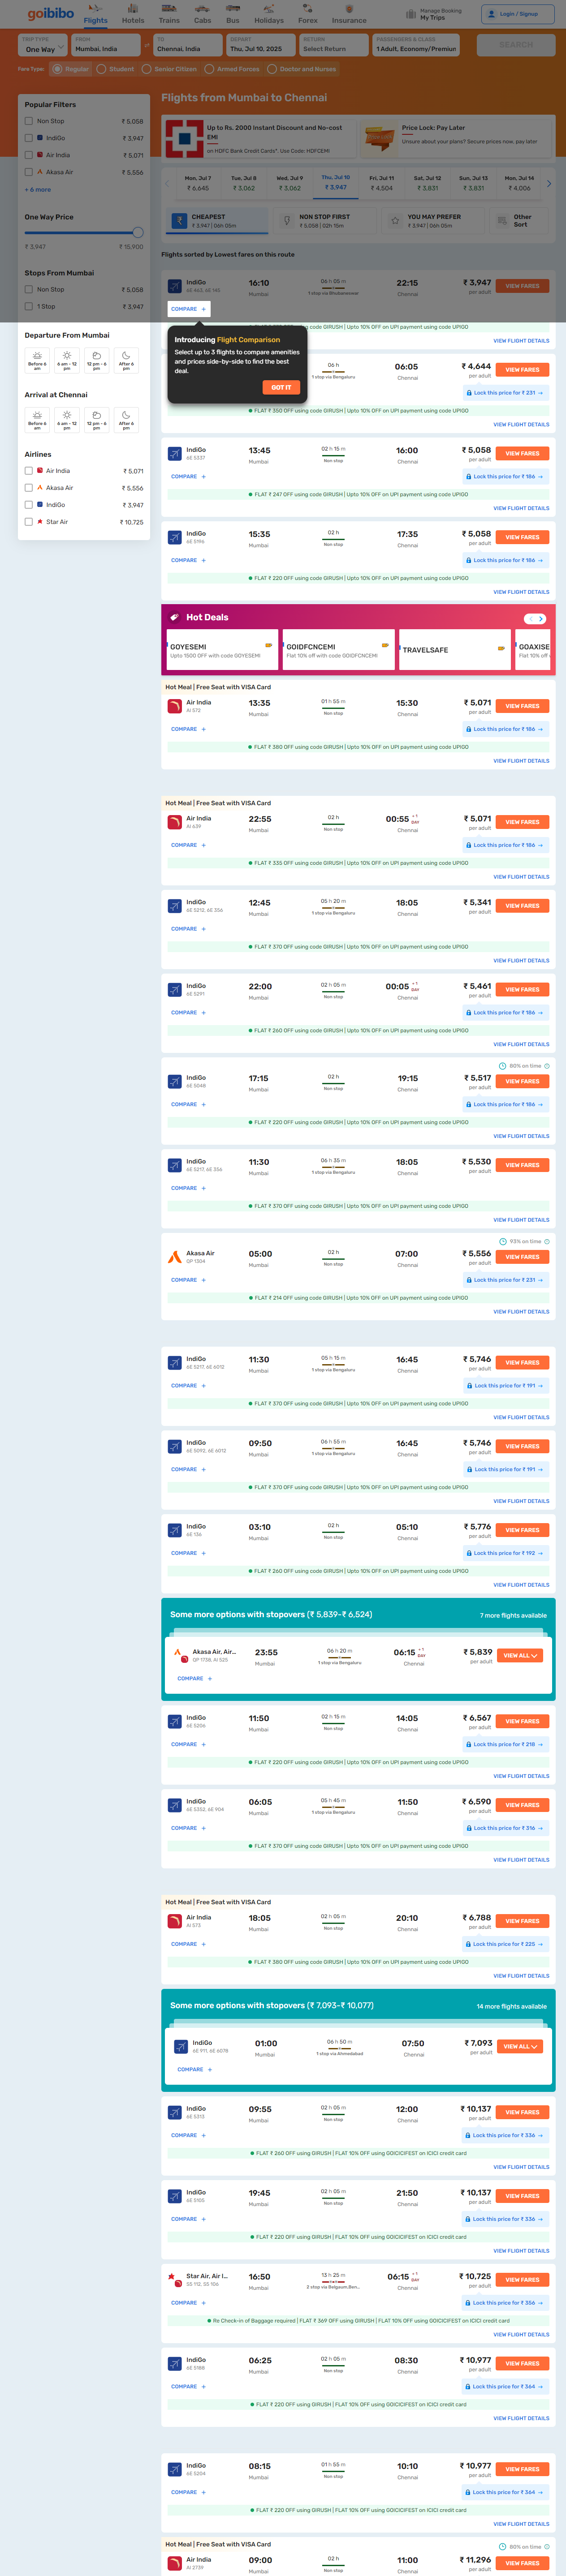 goibibo
Flights
Hotels
Trains
Cabs
Bus
Holidays
Forex
Insurance
Manage Booking
My Trips
Login / Signup
TRIP TYPE
One Way
FROM
Mumbai, India
TO
Chennai, India
DEPART
Thu, Jul 10, 2025
RETURN
Select Return
PASSENGERS & CLASS
1 Adult, Economy/Premium
SEARCH
Fare Type:
Regular
Student
Senior Citizen
Armed Forces
Doctor and Nurses
Popular Filters
Non Stop ₹ 5,058
IndiGo ₹ 3,947
Air India ₹ 5,071
Akasa Air ₹ 5,556
+ 6 more
One Way Price
₹ 3,947 ₹ 15,900
Stops From Mumbai
Non Stop ₹ 5,058
1 Stop ₹ 3,947
Departure From Mumbai
Before 6 am
6 am - 12 pm
12 pm - 6 pm
After 6 pm
Arrival at Chennai
Before 6 am
6 am - 12 pm
12 pm - 6 pm
After 6 pm
Airlines
Air India ₹ 5,071
Akasa Air ₹ 5,556
IndiGo ₹ 3,947
Star Air ₹ 10,725
Flights from Mumbai to Chennai
Up to Rs. 2000 Instant Discount and No-cost
EMI
on HDFC Bank Credit Cards*. Use Code: HDFCEMI
Price Lock: Pay Later
Unsure about your plans? Secure prices now, pay later
Mon, Jul 7 ₹ 6,645
Tue, Jul 8 ₹ 3,062
Wed, Jul 9 ₹ 3,062
Thu, Jul 10 ₹ 3,947
Fri, Jul 11 ₹ 4,504
Sat, Jul 12 ₹ 3,831
Sun, Jul 13 ₹ 3,831
Mon, Jul 14 ₹ 4,006
CHEAPEST
₹ 3,947 | 06h 05m
NON STOP FIRST
₹ 5,058 | 02h 15m
YOU MAY PREFER
₹ 3,947 | 06h 05m
Other
Sort
Flights sorted by Lowest fares on this route
IndiGo 16:10 06 h 05 m 22:15 ₹ 3,947 VIEW FARES
Mumbai 1 stop via Bhubaneswar Chennai per adult
COMPARE +
code GIRUSH | Upto 10% OFF on UPI payment using code UPIGO
VIEW FLIGHT DETAILS
Introducing Flight Comparison
Select up to 3 flights to compare amenities
and prices side-by-side to find the best
deal.
GOT IT
06 h 06:05 ₹ 4,644 VIEW FARES
1 stop via Bengaluru Chennai per adult
Lock this price for ₹ 231 →
FLAT ₹ 350 OFF using code GIRUSH | Upto 10% OFF on UPI payment using code UPIGO
VIEW FLIGHT DETAILS
IndiGo 13:45 02 h 15 m 16:00 ₹ 5,058 VIEW FARES
6E 5337 Mumbai Non stop Chennai per adult
COMPARE + Lock this price for ₹ 186 →
FLAT ₹ 247 OFF using code GIRUSH | Upto 10% OFF on UPI payment using code UPIGO
VIEW FLIGHT DETAILS
IndiGo 15:35 02 h 17:35 ₹ 5,058 VIEW FARES
6E 5196 Mumbai Non stop Chennai per adult
COMPARE + Lock this price for ₹ 186 →
FLAT ₹ 220 OFF using code GIRUSH | Upto 10% OFF on UPI payment using code UPIGO
VIEW FLIGHT DETAILS
Hot Deals
GOYESEMI
Upto 1500 OFF with code GOYESEMI
GOIDFCNCEMI
Flat 10% off with code GOIDFCNCEMI
TRAVELSAFE
GOAXISE
Flat 10% off
Hot Meal | Free Seat with VISA Card
Air India 13:35 01 h 55 m 15:30 ₹ 5,071 VIEW FARES
AI 572 Mumbai Non stop Chennai per adult
COMPARE + Lock this price for ₹ 186 →
FLAT ₹ 380 OFF using code GIRUSH | Upto 10% OFF on UPI payment using code UPIGO
VIEW FLIGHT DETAILS
Hot Meal | Free Seat with VISA Card
Air India 22:55 02 h 00:55 +1 DAY ₹ 5,071 VIEW FARES
AI 639 Mumbai Non stop Chennai per adult
COMPARE + Lock this price for ₹ 186 →
FLAT ₹ 335 OFF using code GIRUSH | Upto 10% OFF on UPI payment using code UPIGO
VIEW FLIGHT DETAILS
IndiGo 12:45 05 h 20 m 18:05 ₹ 5,341 VIEW FARES
6E 5212, 6E 356 Mumbai 1 stop via Bengaluru Chennai per adult
COMPARE +
FLAT ₹ 370 OFF using code GIRUSH | Upto 10% OFF on UPI payment using code UPIGO
VIEW FLIGHT DETAILS
IndiGo 22:00 02 h 05 m 00:05 +1 DAY ₹ 5,461 VIEW FARES
6E 5291 Mumbai Non stop Chennai per adult
COMPARE + Lock this price for ₹ 186 →
FLAT ₹ 260 OFF using code GIRUSH | Upto 10% OFF on UPI payment using code UPIGO
VIEW FLIGHT DETAILS
80% on time
IndiGo 17:15 02 h 19:15 ₹ 5,517 VIEW FARES
6E 5048 Mumbai Non stop Chennai per adult
COMPARE + Lock this price for ₹ 186 →
FLAT ₹ 220 OFF using code GIRUSH | Upto 10% OFF on UPI payment using code UPIGO
VIEW FLIGHT DETAILS
IndiGo 11:30 06 h 35 m 18:05 ₹ 5,530 VIEW FARES
6E 5217, 6E 356 Mumbai 1 stop via Bengaluru Chennai per adult
COMPARE +
FLAT ₹ 370 OFF using code GIRUSH | Upto 10% OFF on UPI payment using code UPIGO
VIEW FLIGHT DETAILS
93% on time
Akasa Air 05:00 02 h 07:00 ₹ 5,556 VIEW FARES
QP 1304 Mumbai Non stop Chennai per adult
COMPARE + Lock this price for ₹ 231 →
FLAT ₹ 214 OFF using code GIRUSH | Upto 10% OFF on UPI payment using code UPIGO
VIEW FLIGHT DETAILS
IndiGo 11:30 05 h 15 m 16:45 ₹ 5,746 VIEW FARES
6E 5217, 6E 6012 Mumbai 1 stop via Bengaluru Chennai per adult
COMPARE + Lock this price for ₹ 191 →
FLAT ₹ 370 OFF using code GIRUSH | Upto 10% OFF on UPI payment using code UPIGO
VIEW FLIGHT DETAILS
IndiGo 09:50 06 h 55 m 16:45 ₹ 5,746 VIEW FARES
6E 5092, 6E 6012 Mumbai 1 stop via Bengaluru Chennai per adult
COMPARE + Lock this price for ₹ 191 →
FLAT ₹ 370 OFF using code GIRUSH | Upto 10% OFF on UPI payment using code UPIGO
VIEW FLIGHT DETAILS
IndiGo 03:10 02 h 05:10 ₹ 5,776 VIEW FARES
6E 136 Mumbai Non stop Chennai per adult
COMPARE + Lock this price for ₹ 192 →
FLAT ₹ 260 OFF using code GIRUSH | Upto 10% OFF on UPI payment using code UPIGO
VIEW FLIGHT DETAILS
Some more options with stopovers (₹ 5,839-₹ 6,524) 7 more flights available
Akasa Air, Air... 23:55 06 h 20 m 06:15 +1 DAY ₹ 5,839 VIEW ALL
QP 1738, AI 525 Mumbai 1 stop via Bengaluru Chennai per adult
COMPARE +
IndiGo 11:50 02 h 15 m 14:05 ₹ 6,567 VIEW FARES
6E 5206 Mumbai Non stop Chennai per adult
COMPARE + Lock this price for ₹ 218 →
FLAT ₹ 220 OFF using code GIRUSH | Upto 10% OFF on UPI payment using code UPIGO
VIEW FLIGHT DETAILS
IndiGo 06:05 05 h 45 m 11:50 ₹ 6,590 VIEW FARES
6E 5352, 6E 904 Mumbai 1 stop via Bengaluru Chennai per adult
COMPARE + Lock this price for ₹ 316 →
FLAT ₹ 370 OFF using code GIRUSH | Upto 10% OFF on UPI payment using code UPIGO
VIEW FLIGHT DETAILS
Hot Meal | Free Seat with VISA Card
Air India 18:05 02 h 05 m 20:10 ₹ 6,788 VIEW FARES
AI 573 Mumbai Non stop Chennai per adult
COMPARE + Lock this price for ₹ 225 →
FLAT ₹ 380 OFF using code GIRUSH | Upto 10% OFF on UPI payment using code UPIGO
VIEW FLIGHT DETAILS
Some more options with stopovers (₹ 7,093-₹ 10,077) 14 more flights available
IndiGo 01:00 06 h 50 m 07:50 ₹ 7,093 VIEW ALL
6E 911, 6E 6078 Mumbai 1 stop via Ahmedabad Chennai per adult
COMPARE +
IndiGo 09:55 02 h 05 m 12:00 ₹ 10,137 VIEW FARES
6E 5313 Mumbai Non stop Chennai per adult
COMPARE + Lock this price for ₹ 336 →
FLAT ₹ 260 OFF using GIRUSH | FLAT 10% OFF using GOICICIFEST on ICICI credit card
VIEW FLIGHT DETAILS
IndiGo 19:45 02 h 05 m 21:50 ₹ 10,137 VIEW FARES
6E 5105 Mumbai Non stop Chennai per adult
COMPARE + Lock this price for ₹ 336 →
FLAT ₹ 220 OFF using GIRUSH | FLAT 10% OFF using GOICICIFEST on ICICI credit card
VIEW FLIGHT DETAILS
Star Air, Air I... 16:50 13 h 25 m 06:15 +1 DAY ₹ 10,725 VIEW FARES
S5 112, S5 106 Mumbai 2 stop via Belgaum,Ben... Chennai per adult
COMPARE + Lock this price for ₹ 356 →
Re Check-in of Baggage required | FLAT ₹ 369 OFF using GIRUSH | FLAT 10% OFF using GOICICIFEST on ICICI credit card
VIEW FLIGHT DETAILS
IndiGo 06:25 02 h 05 m 08:30 ₹ 10,977 VIEW FARES
6E 5188 Mumbai Non stop Chennai per adult
COMPARE + Lock this price for ₹ 364 →
FLAT ₹ 220 OFF using GIRUSH | FLAT 10% OFF using GOICICIFEST on ICICI credit card
VIEW FLIGHT DETAILS
IndiGo 08:15 01 h 55 m 10:10 ₹ 10,977 VIEW FARES
6E 5204 Mumbai Non stop Chennai per adult
COMPARE + Lock this price for ₹ 364 →
FLAT ₹ 220 OFF using GIRUSH | FLAT 10% OFF using GOICICIFEST on ICICI credit card
VIEW FLIGHT DETAILS
Hot Meal | Free Seat with VISA Card 80% on time
Air India 09:00 02 h 11:00 ₹ 11,296 VIEW FARES
AI 2739 Mumbai Non stop Chennai per adult